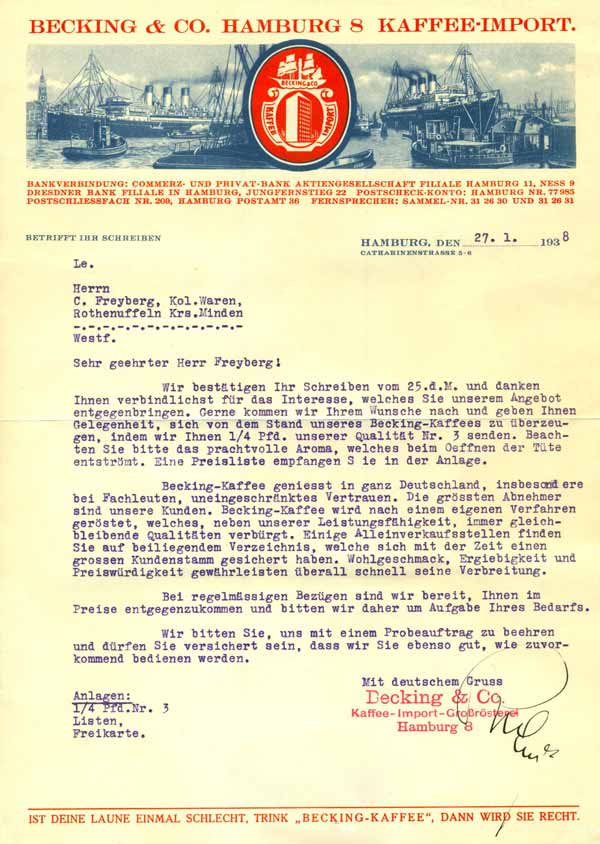 BECKING & CO. HAMBURG 8 KAFFEE-IMPORT.
BECKING & CO
KAFFEE IMPORT
BANKVERBINDUNG: COMMERZ- UND PRIVAT-BANK AKTIENGESELLSCHAFT FILIALE HAMBURG 11, NESS 9
DRESDNER BANK FILIALE IN HAMBURG, JUNGFERNSTIEG 22 POSTSCHECK-KONTO: HAMBURG NR. 77985
POSTSCHLIESSFACH NR. 209, HAMBURG POSTAMT 36 FERNSPRECHER: SAMMEL-NR. 31 26 30 UND 31 26 31
BETRIFFT IHR SCHREIBEN
HAMBURG, DEN 27. 1. 1938
CATHARINENSTRASSE 5-6
Le.
Herrn
C. Freyberg, Kol.Waren,
Rothenuffeln Krs.Minden
-.-.-.-.-.-.-.-.-.-.-.-
Westf.
Sehr geehrter Herr Freyberg!
Wir bestätigen Ihr Schreiben vom 25.d.M. und danken
Ihnen verbindlichst für das Interesse, welches Sie unserem Angebot
entgegenbringen. Gerne kommen wir Ihrem Wunsche nach und geben Ihnen
Gelegenheit, sich von dem Stand unseres Becking-Kaffees zu überzeu-
gen, indem wir Ihnen 1/4 Pfd. unserer Qualität Nr. 3 senden. Beach-
ten Sie bitte das prachtvolle Aroma, welches beim Oeffnen der Tüte
entströmt. Eine Preisliste empfangen S ie in der Anlage.
Becking-Kaffee geniesst in ganz Deutschland, insbesondere
bei Fachleuten, uneingeschränktes Vertrauen. Die grössten Abnehmer
sind unsere Kunden. Becking-Kaffee wird nach einem eigenen Verfahren
geröstet, welches, neben unserer Leistungsfähigkeit, immer gleich-
bleibende Qualitäten verbürgt. Einige Alleinverkaufsstellen finden
Sie auf beiliegendem Verzeichnis, welche sich mit der Zeit einen
grossen Kundenstamm gesichert haben. Wohlgeschmack, Ergiebigkeit und
Preiswürdigkeit gewährleisten überall schnell seine Verbreitung.
Bei regelmässigen Bezügen sind wir bereit, Ihnen im
Preise entgegenzukommen und bitten wir daher um Aufgabe Ihres Bedarfs.
Wir bitten Sie, uns mit einem Probeauftrag zu beehren
und dürfen Sie versichert sein, dass wir Sie ebenso gut, wie zuvor-
kommend bedienen werden.
Mit deutschem Gruss
Becking & Co.
Kaffee-Import-Großrösterei
Hamburg 8
Anlagen:
1/4 Pfd.Nr. 3
Listen,
Freikarte.
IST DEINE LAUNE EINMAL SCHLECHT, TRINK „BECKING-KAFFEE", DANN WIRD SIE RECHT.